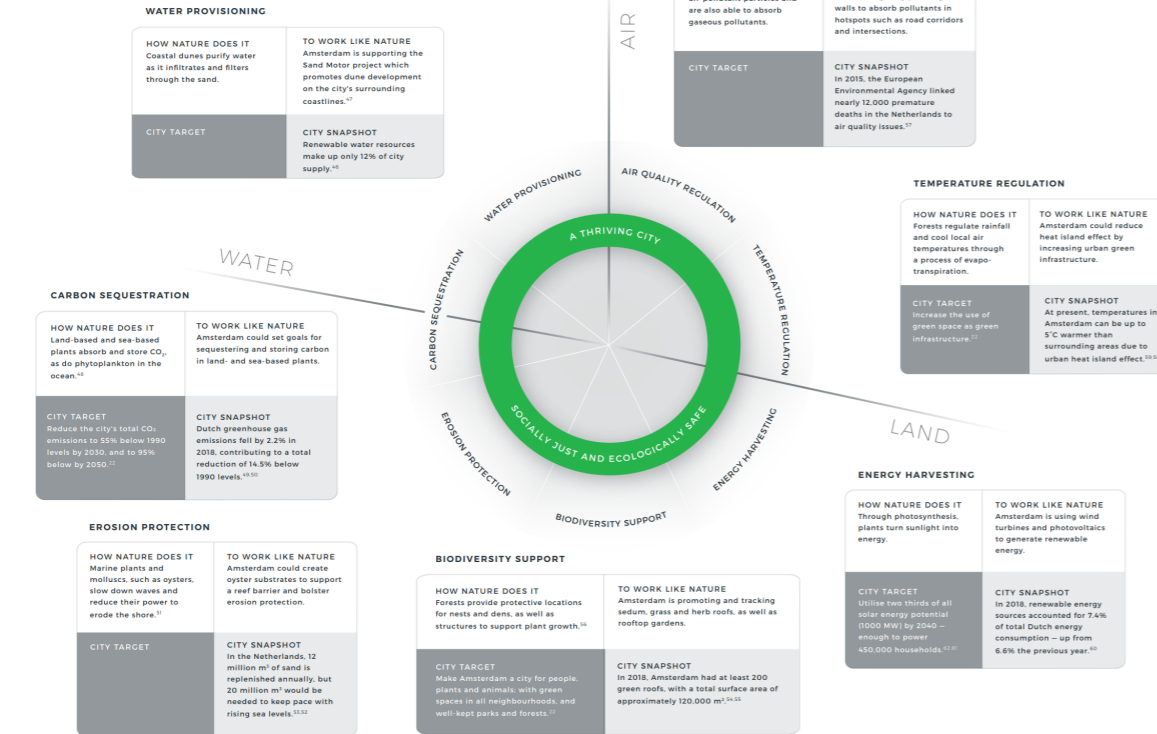 WATER PROVISIONING
HOW NATURE DOES IT
Coastal dunes purify water
as it infiltrates and filters
through the sand.
TO WORK LIKE NATURE
Amsterdam is supporting the
Sand Motor project which
promotes dune development
on the city's surrounding
coastlines.47
CITY TARGET
CITY SNAPSHOT
Renewable water resources
make up only 12% of city
supply.46
AIR
are also able to absorb
gaseous pollutants.
walls to absorb pollutants in
hotspots such as road corridors
and intersections.
CITY TARGET
CITY SNAPSHOT
In 2015, the European
Environmental Agency linked
nearly 12,000 premature
deaths in the Netherlands to
air quality issues.57
TEMPERATURE REGULATION
HOW NATURE DOES IT
Forests regulate rainfall
and cool local air
temperatures through
a process of evapo-
transpiration.
TO WORK LIKE NATURE
Amsterdam could reduce
heat island effect by
increasing urban green
infrastructure.
CITY TARGET
Increase the use of
green space as green
infrastructure.22
CITY SNAPSHOT
At present, temperatures in
Amsterdam can be up to
5°C warmer than
surrounding areas due to
urban heat island effect.
WATER PROVISIONING
AIR QUALITY REGULATION
TEMPERATURE REGULATION
ENERGY HARVESTING
BIODIVERSITY SUPPORT
EROSION PROTECTION
CARBON SEQUESTRATION
A THRIVING CITY
SOCIALLY JUST AND ECOLOGICALLY SAFE
WATER
LAND
CARBON SEQUESTRATION
HOW NATURE DOES IT
Land-based and sea-based
plants absorb and store CO₂,
as do phytoplankton in the
ocean.48
TO WORK LIKE NATURE
Amsterdam could set goals for
sequestering and storing carbon
in land- and sea-based plants.
CITY TARGET
Reduce the city's total CO₂
emissions to 55% below 1990
levels by 2030, and to 95%
below by 2050.22
CITY SNAPSHOT
Dutch greenhouse gas
emissions fell by 2.2% in
2018, contributing to a total
reduction of 14.5% below
1990 levels.49,50
ENERGY HARVESTING
HOW NATURE DOES IT
Through photosynthesis,
plants turn sunlight into
energy.
TO WORK LIKE NATURE
Amsterdam is using wind
turbines and photovoltaics
to generate renewable
energy.
CITY TARGET
Utilise two thirds of all
solar energy potential
(1000 MW) by 2040 –
enough to power
450,000 households.
CITY SNAPSHOT
In 2018, renewable energy
sources accounted for 7.4%
of total Dutch energy
consumption – up from
6.6% the previous year.60
EROSION PROTECTION
HOW NATURE DOES IT
Marine plants and
molluscs, such as oysters,
slow down waves and
reduce their power to
erode the shore.51
TO WORK LIKE NATURE
Amsterdam could create
oyster substrates to support
a reef barrier and bolster
erosion protection.
CITY TARGET
CITY SNAPSHOT
In the Netherlands, 12
million m³ of sand is
replenished annually, but
20 million m³ would be
needed to keep pace with
rising sea levels.53,52
BIODIVERSITY SUPPORT
HOW NATURE DOES IT
Forests provide protective locations
for nests and dens, as well as
structures to support plant growth.56
TO WORK LIKE NATURE
Amsterdam is promoting and tracking
sedum, grass and herb roofs, as well as
rooftop gardens.
CITY TARGET
Make Amsterdam a city for people,
plants and animals; with green
spaces in all neighbourhoods, and
well-kept parks and forests.22
CITY SNAPSHOT
In 2018, Amsterdam had at least 200
green roofs, with a total surface area of
approximately 120,000 m².54,55